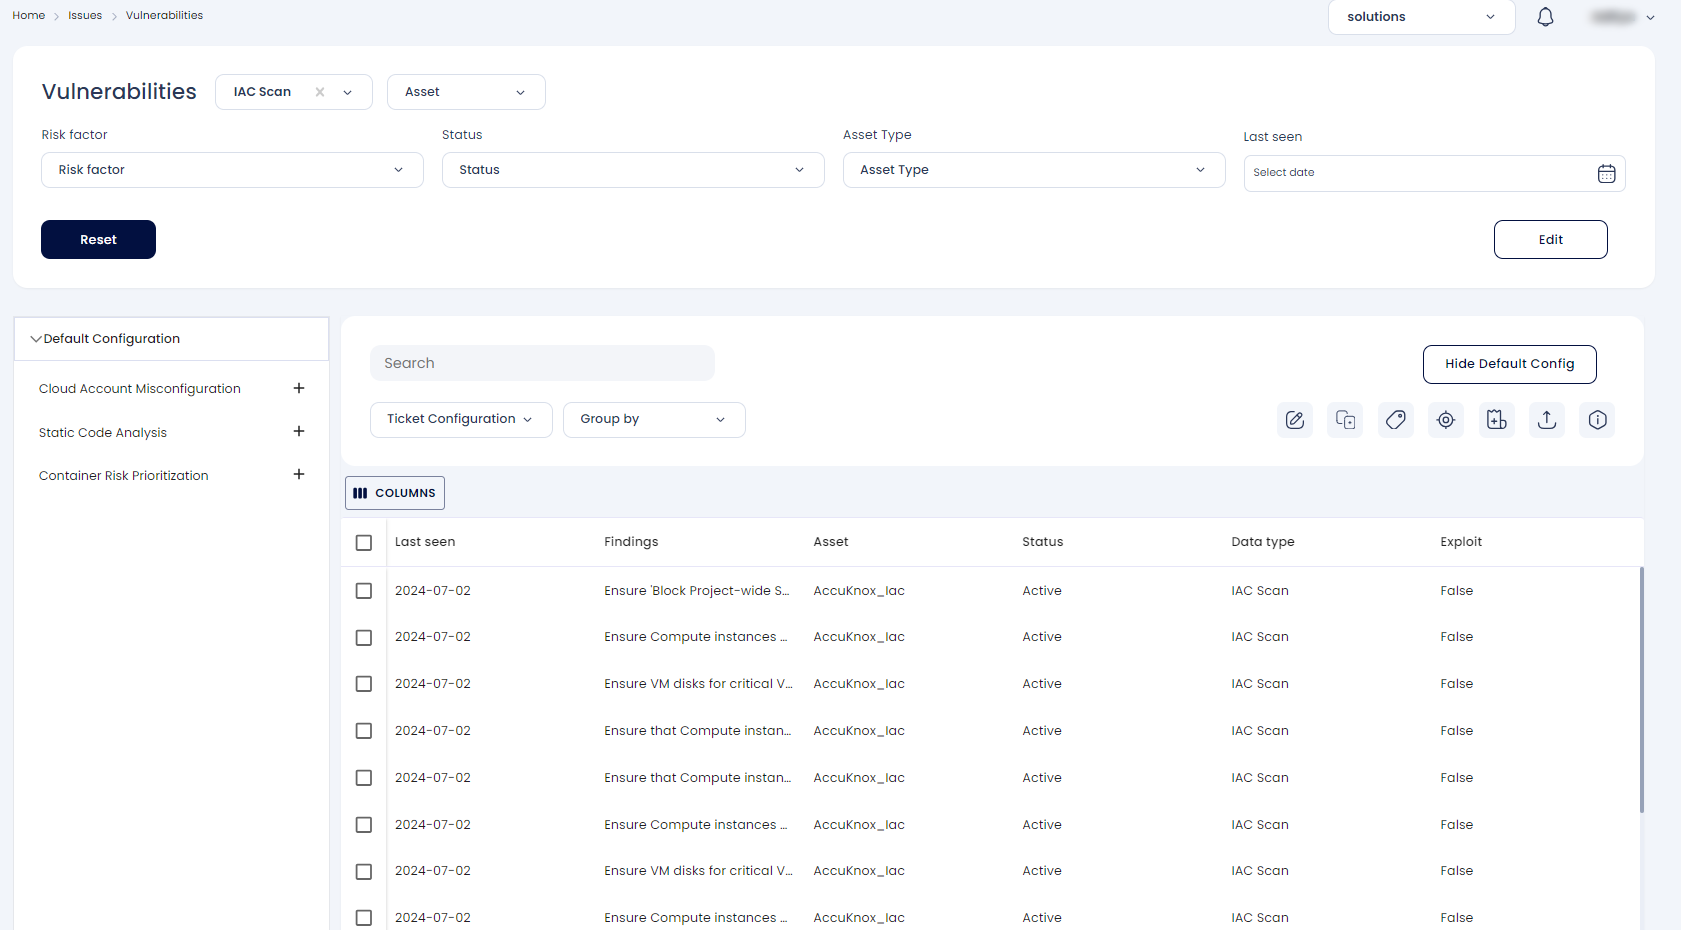 Home > Issues > Vulnerabilities
solutions
Vulnerabilities IAC Scan Asset
Risk factor Status Asset Type Last seen
Risk factor Status Asset Type Select date
Reset Edit
Default Configuration
Cloud Account Misconfiguration +
Static Code Analysis +
Container Risk Prioritization +
Search Hide Default Config
Ticket Configuration Group by
COLUMNS
Last seen Findings Asset Status Data type Exploit
2024-07-02 Ensure 'Block Project-wide S... AccuKnox_Iac Active IAC Scan False
2024-07-02 Ensure Compute instances ... AccuKnox_Iac Active IAC Scan False
2024-07-02 Ensure VM disks for critical V... AccuKnox_Iac Active IAC Scan False
2024-07-02 Ensure that Compute instan... AccuKnox_Iac Active IAC Scan False
2024-07-02 Ensure that Compute instan... AccuKnox_Iac Active IAC Scan False
2024-07-02 Ensure Compute instances ... AccuKnox_Iac Active IAC Scan False
2024-07-02 Ensure VM disks for critical V... AccuKnox_Iac Active IAC Scan False
2024-07-02 Ensure Compute instances ... AccuKnox_Iac Active IAC Scan False